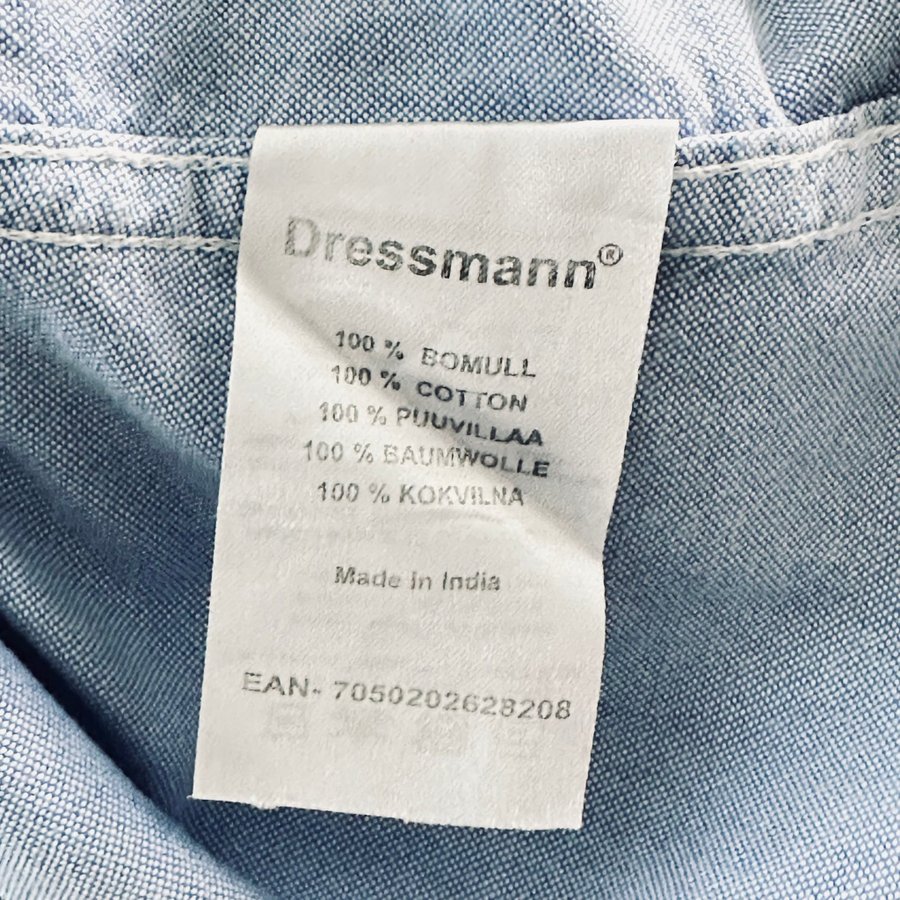 Dressmann®
100 % BOMULL
100 % COTTON
100 % PUUVILLAA
100 % BAUMWOLLE
100 % KOKVILNA
Made in India
EAN- 7050202628208